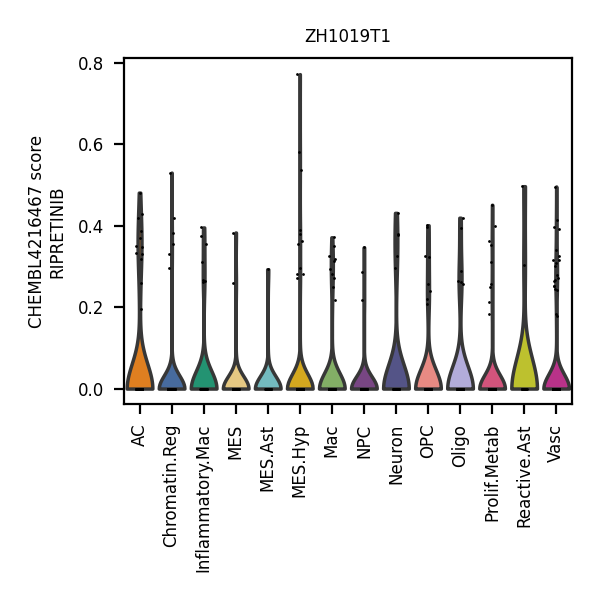 ZH1019T1
CHEMBL4216467 score
RIPRETINIB
0.8
0.6
0.4
0.2
0.0
AC
Chromatin.Reg
Inflammatory.Mac
MES
MES.Ast
MES.Hyp
Mac
NPC
Neuron
OPC
Oligo
Prolif.Metab
Reactive.Ast
Vasc